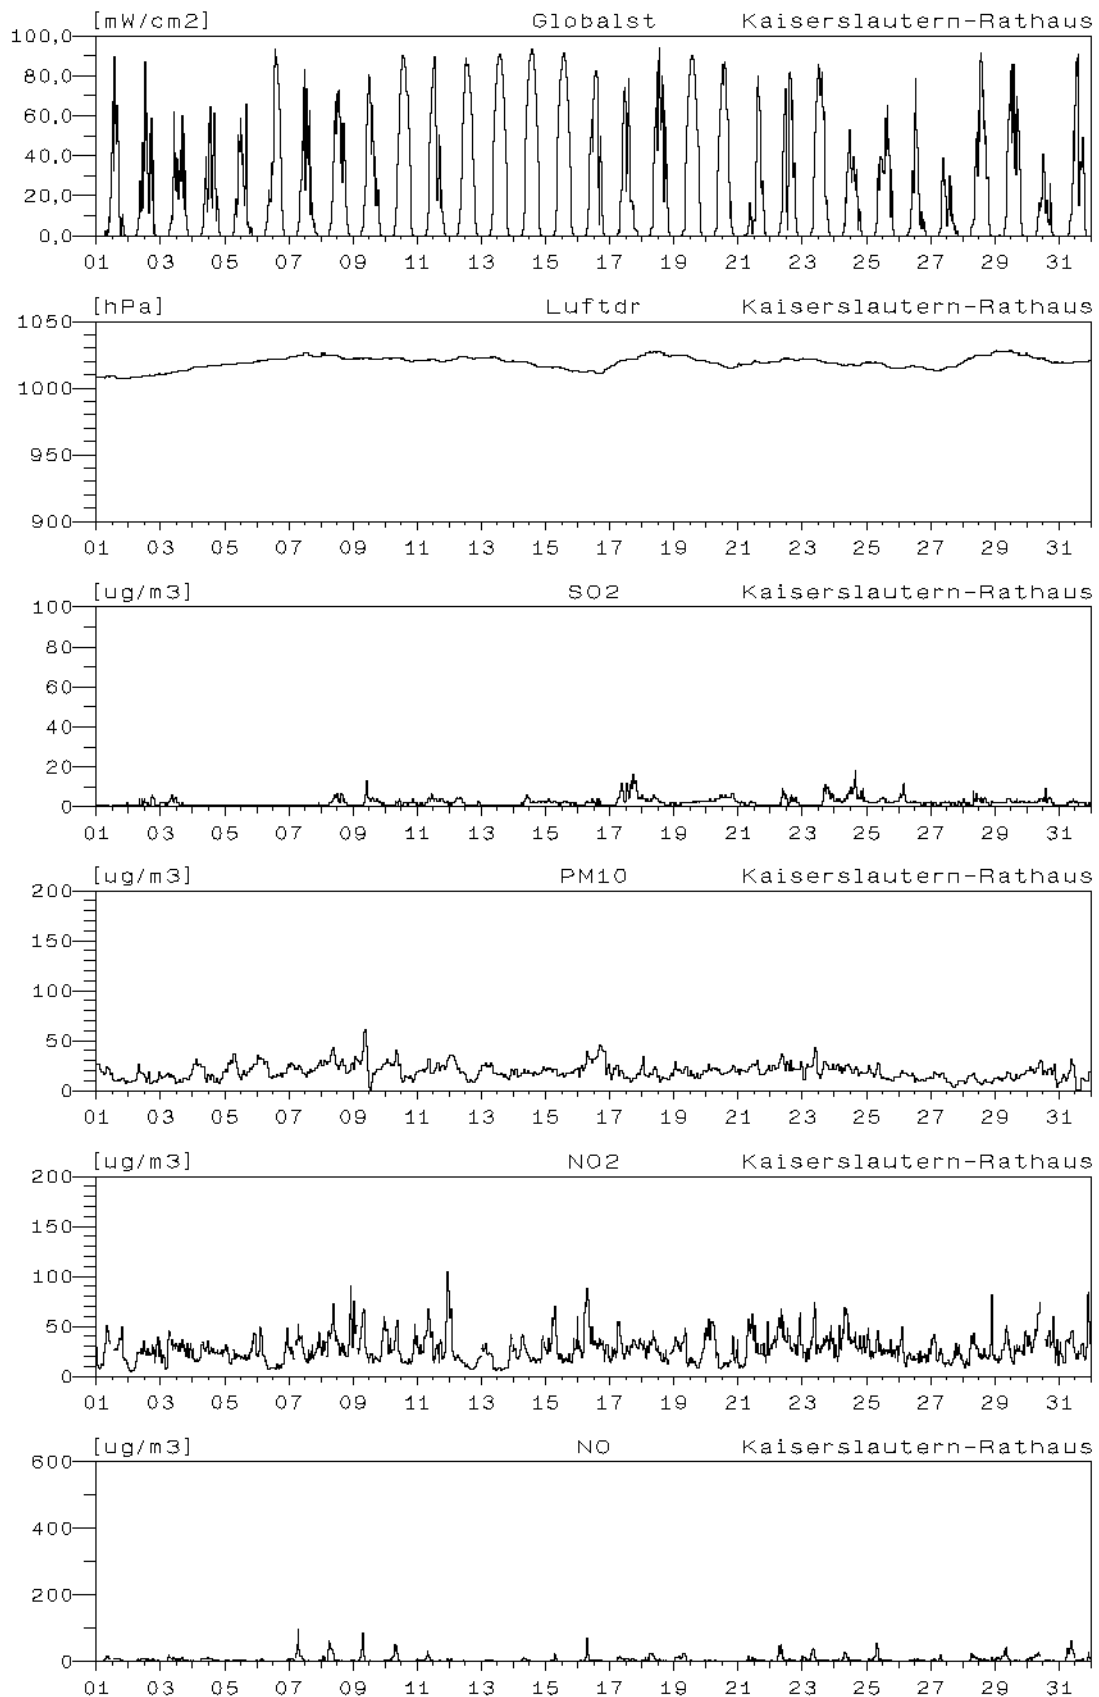 [mW/cm2] Globalst Kaiserslautern-Rathaus
100,0
80,0
60,0
40,0
20,0
0,0
01 03 05 07 09 11 13 15 17 19 21 23 25 27 29 31
[hPa] Luftdr Kaiserslautern-Rathaus
1050
1000
950
900
01 03 05 07 09 11 13 15 17 19 21 23 25 27 29 31
[ug/m3] SO2 Kaiserslautern-Rathaus
100
80
60
40
20
0
01 03 05 07 09 11 13 15 17 19 21 23 25 27 29 31
[ug/m3] PM10 Kaiserslautern-Rathaus
200
150
100
50
0
01 03 05 07 09 11 13 15 17 19 21 23 25 27 29 31
[ug/m3] NO2 Kaiserslautern-Rathaus
200
150
100
50
0
01 03 05 07 09 11 13 15 17 19 21 23 25 27 29 31
[ug/m3] NO Kaiserslautern-Rathaus
600
400
200
0
01 03 05 07 09 11 13 15 17 19 21 23 25 27 29 31